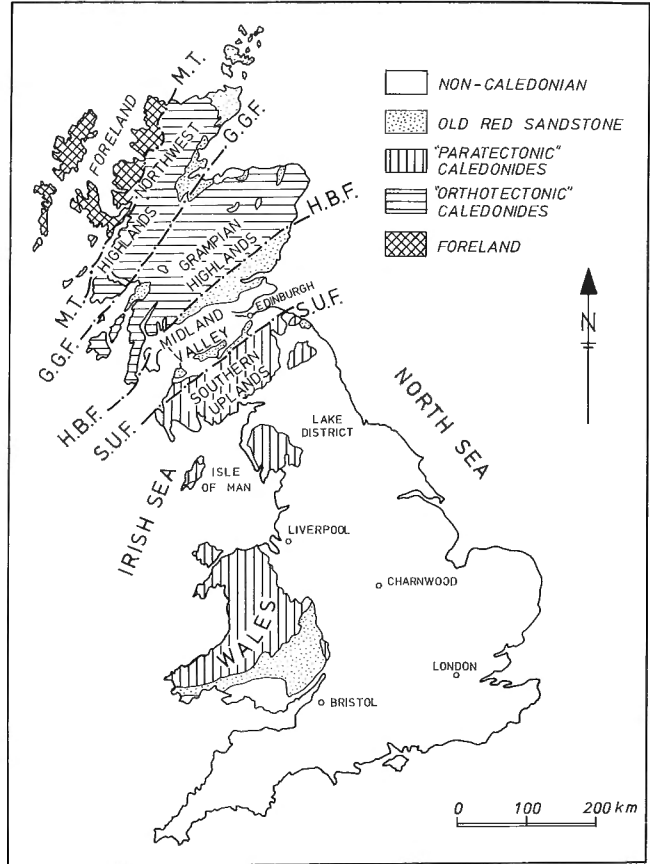 M.T.
G.G.F.
FORELAND
NORTHWEST
HIGHLANDS
H.B.F.
GRAMPIAN
HIGHLANDS
M.T.
EDINBURGH
S.U.F.
MIDLAND
VALLEY
G.G.F.
SOUTHERN
UPLANDS
H.B.F.
S.U.F.
NON-CALEDONIAN
OLD RED SANDSTONE
"PARATECTONIC"
CALEDONIDES
"ORTHOTECTONIC"
CALEDONIDES
FORELAND
N
NORTH SEA
LAKE
DISTRICT
IRISH SEA
ISLE
OF MAN
LIVERPOOL
CHARNWOOD
WALES
LONDON
BRISTOL
0 100 200 km